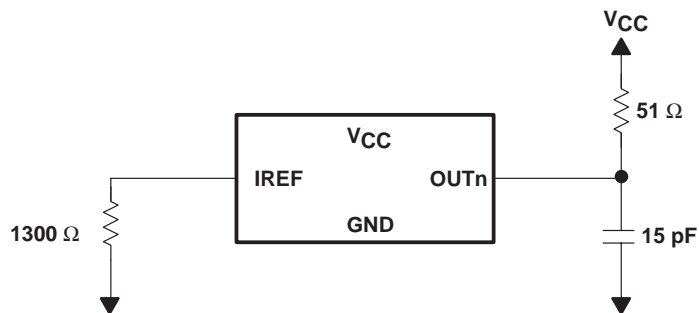 VCC
51 Ω
VCC
IREF
OUTn
GND
1300 Ω
15 pF